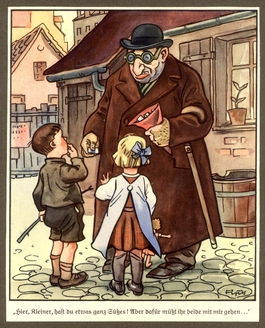 Fips
„Hier, Kleiner, hast du etwas ganz Süßes! Aber dafür müßt ihr beide mit mir gehen...“